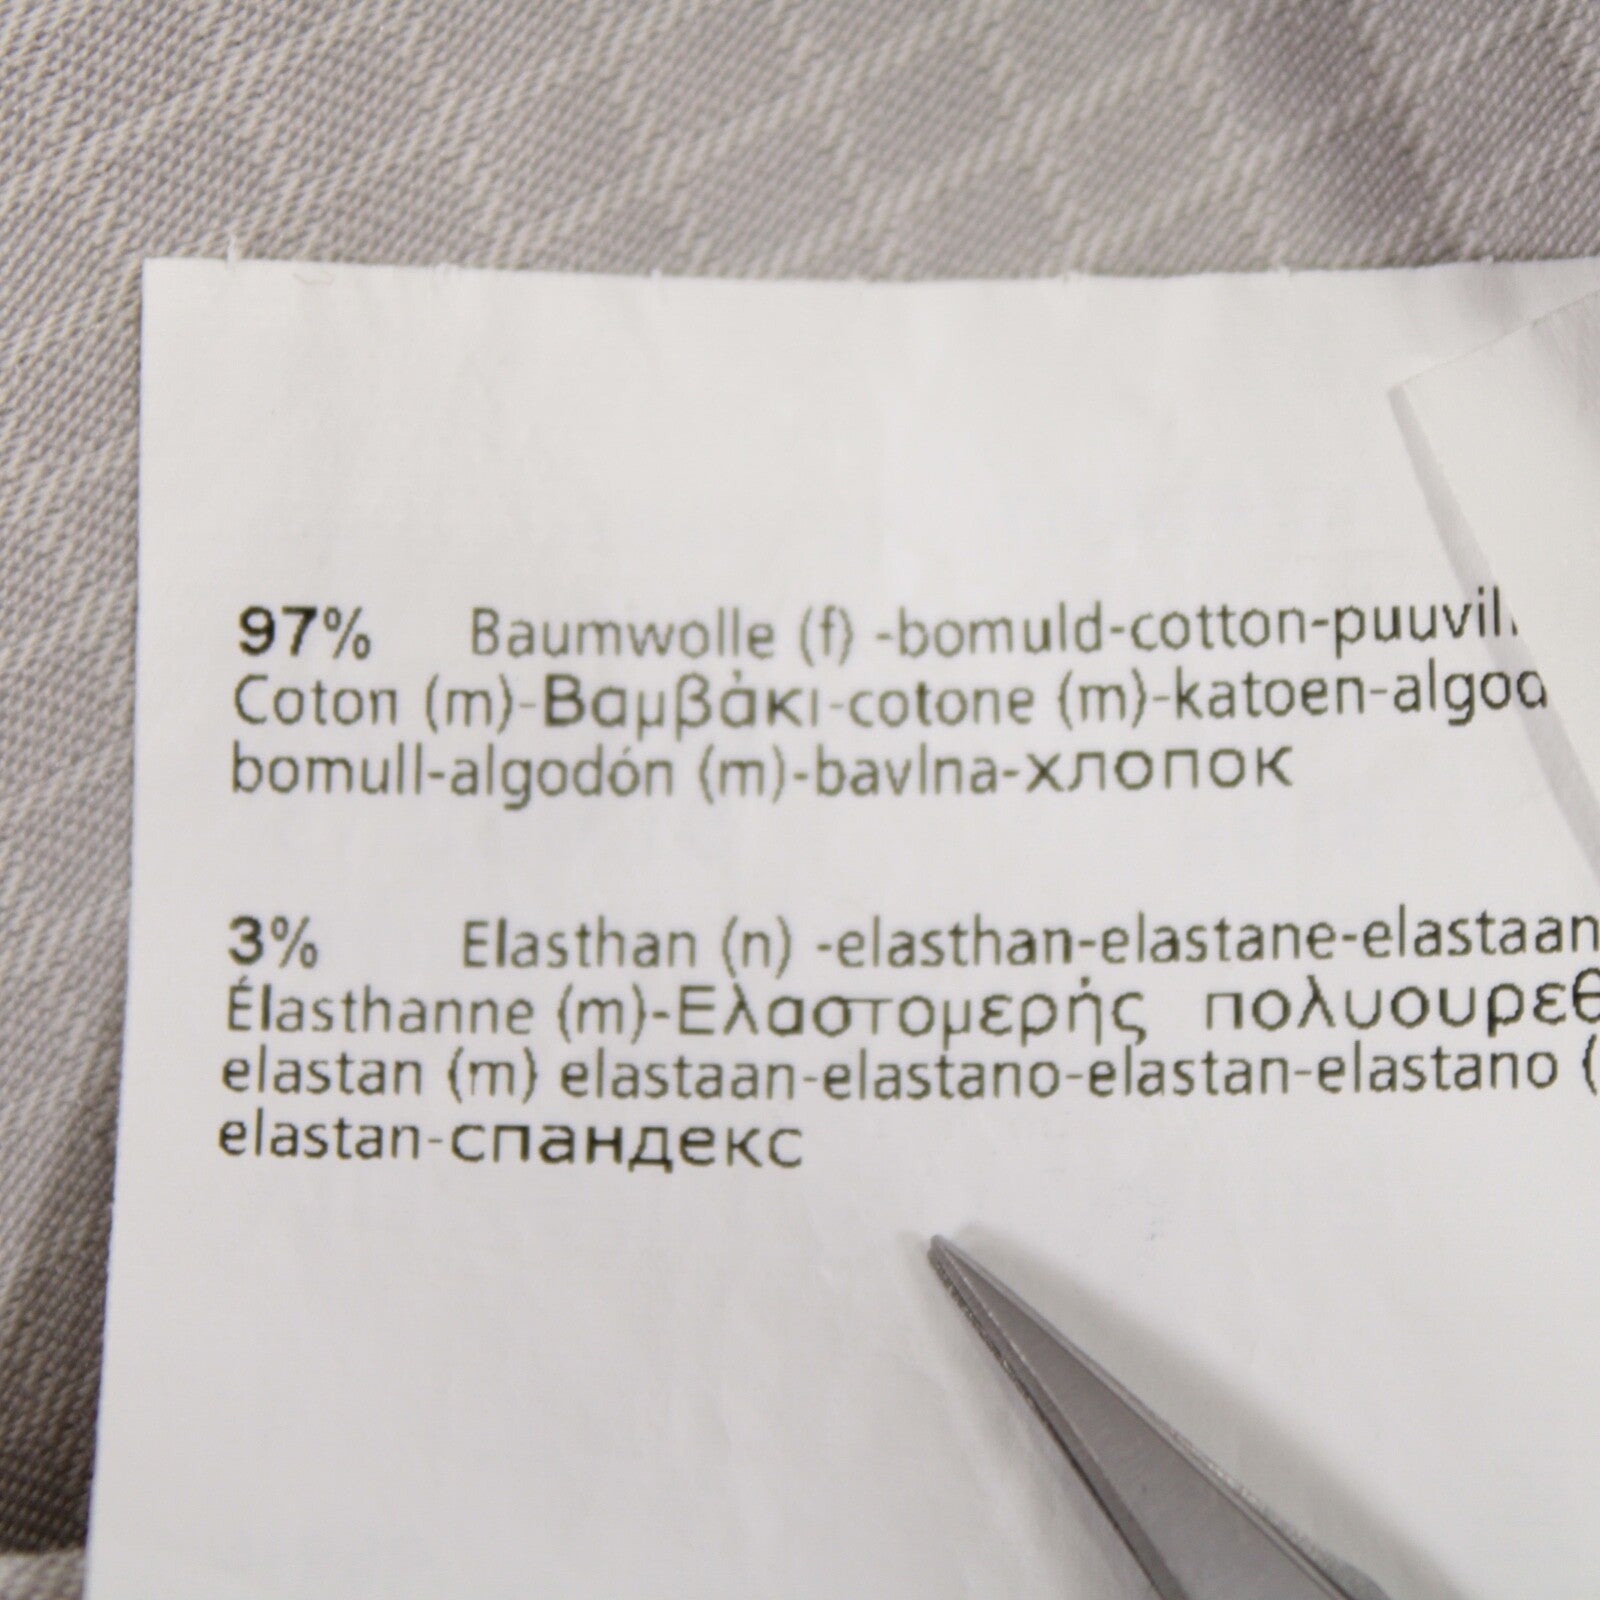 97% Baumwolle (f) -bomuld-cotton-puuvil
Coton (m)-Βαμβάκι-cotone (m)-katoen-algod
bomull-algodón (m)-bavlna-хлопок
3% Elasthan (n) -elasthan-elastane-elastaan
Élasthanne (m)-Ελαστομερής πολυουρεθ
elastan (m) elastaan-elastano-elastan-elastano (
elastan-спандекс